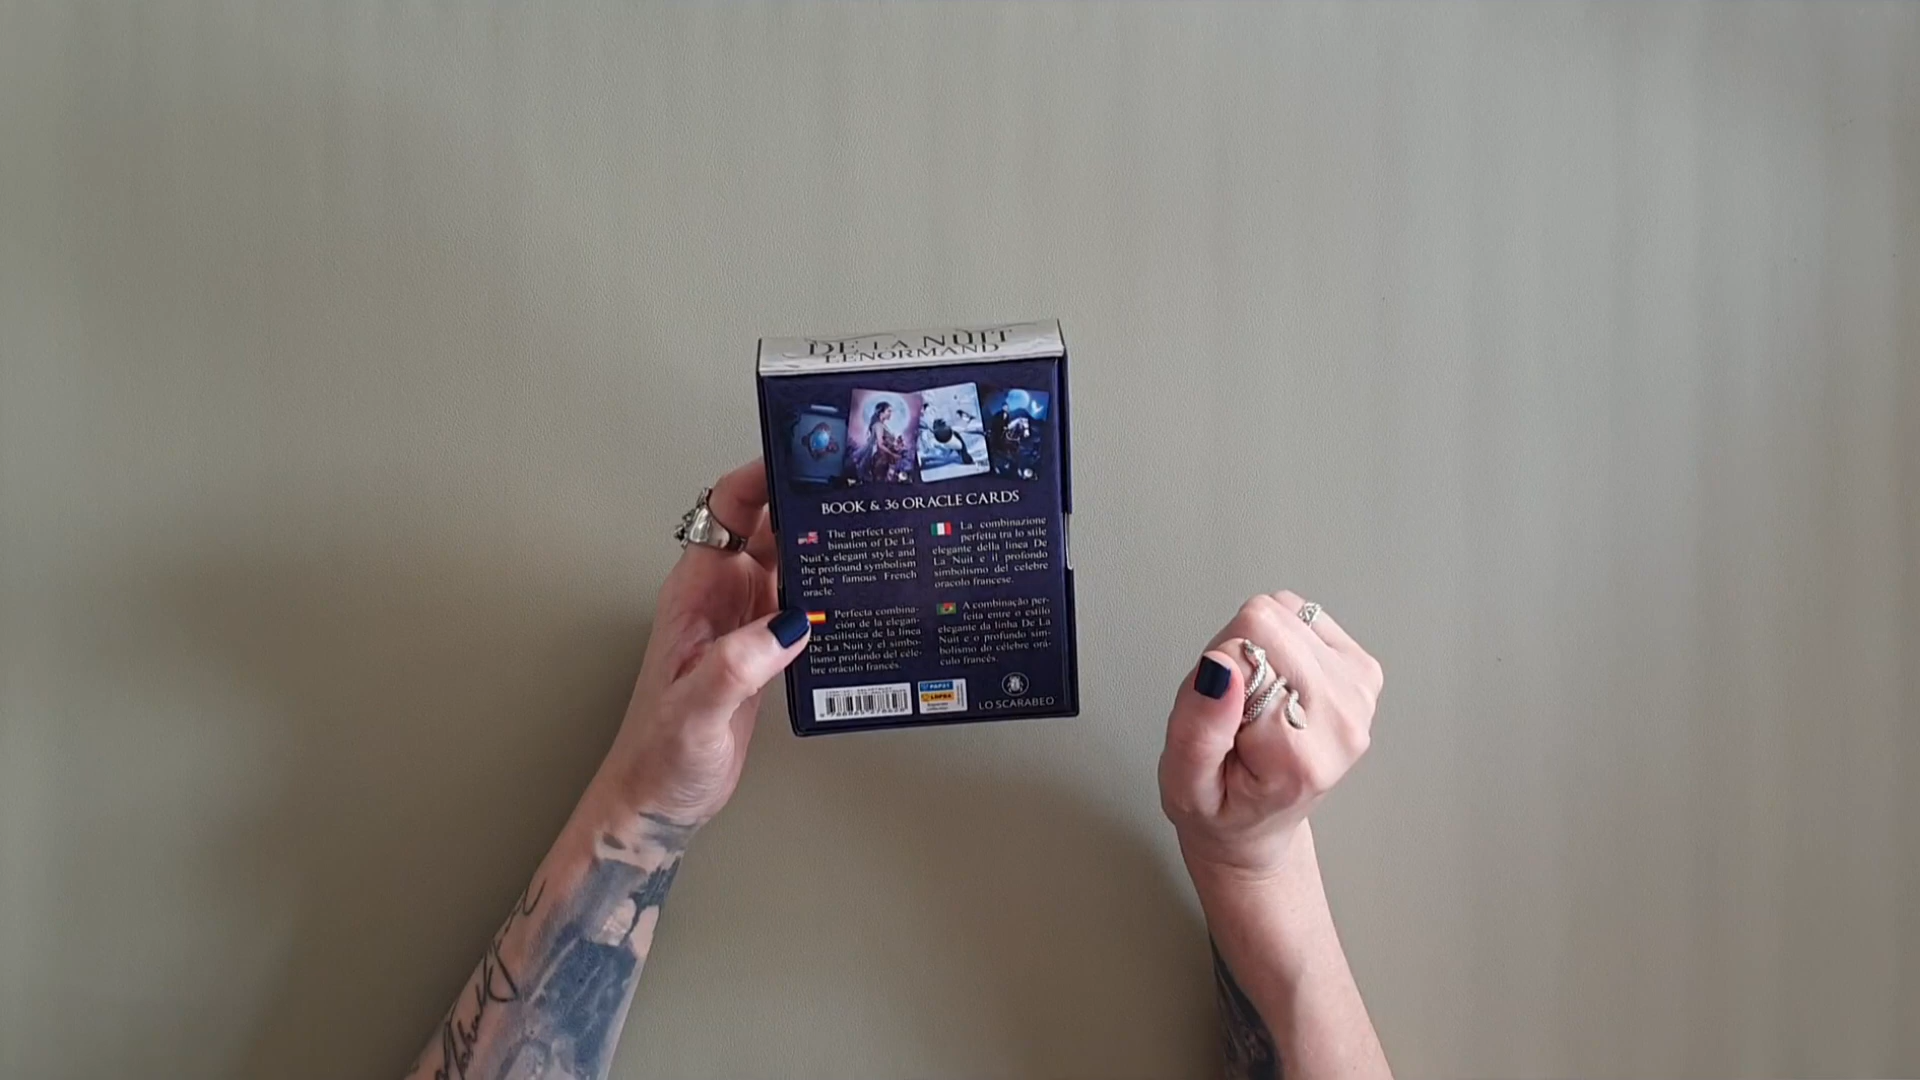 DE LA NUIT
LENORMAND
BOOK & 36 ORACLE CARDS
The perfect com-
bination of De La
Nuit's elegant style and
the profound symbolism
of the famous French
oracle.
La combinazione
perfetta tra lo stile
elegante della linea De
La Nuit e il profondo
simbolismo del celebre
oracolo francese.
Perfecta combina-
ción de la elegan-
cia estilística de la línea
De La Nuit y el simbo-
lismo profundo del céle-
bre oráculo francés.
A combinação per-
feita entre o estilo
elegante da linha De La
Nuit e o profundo sim-
bolismo do célebre orá-
culo francês.
PAP21
LDPE4
LO SCARABEO